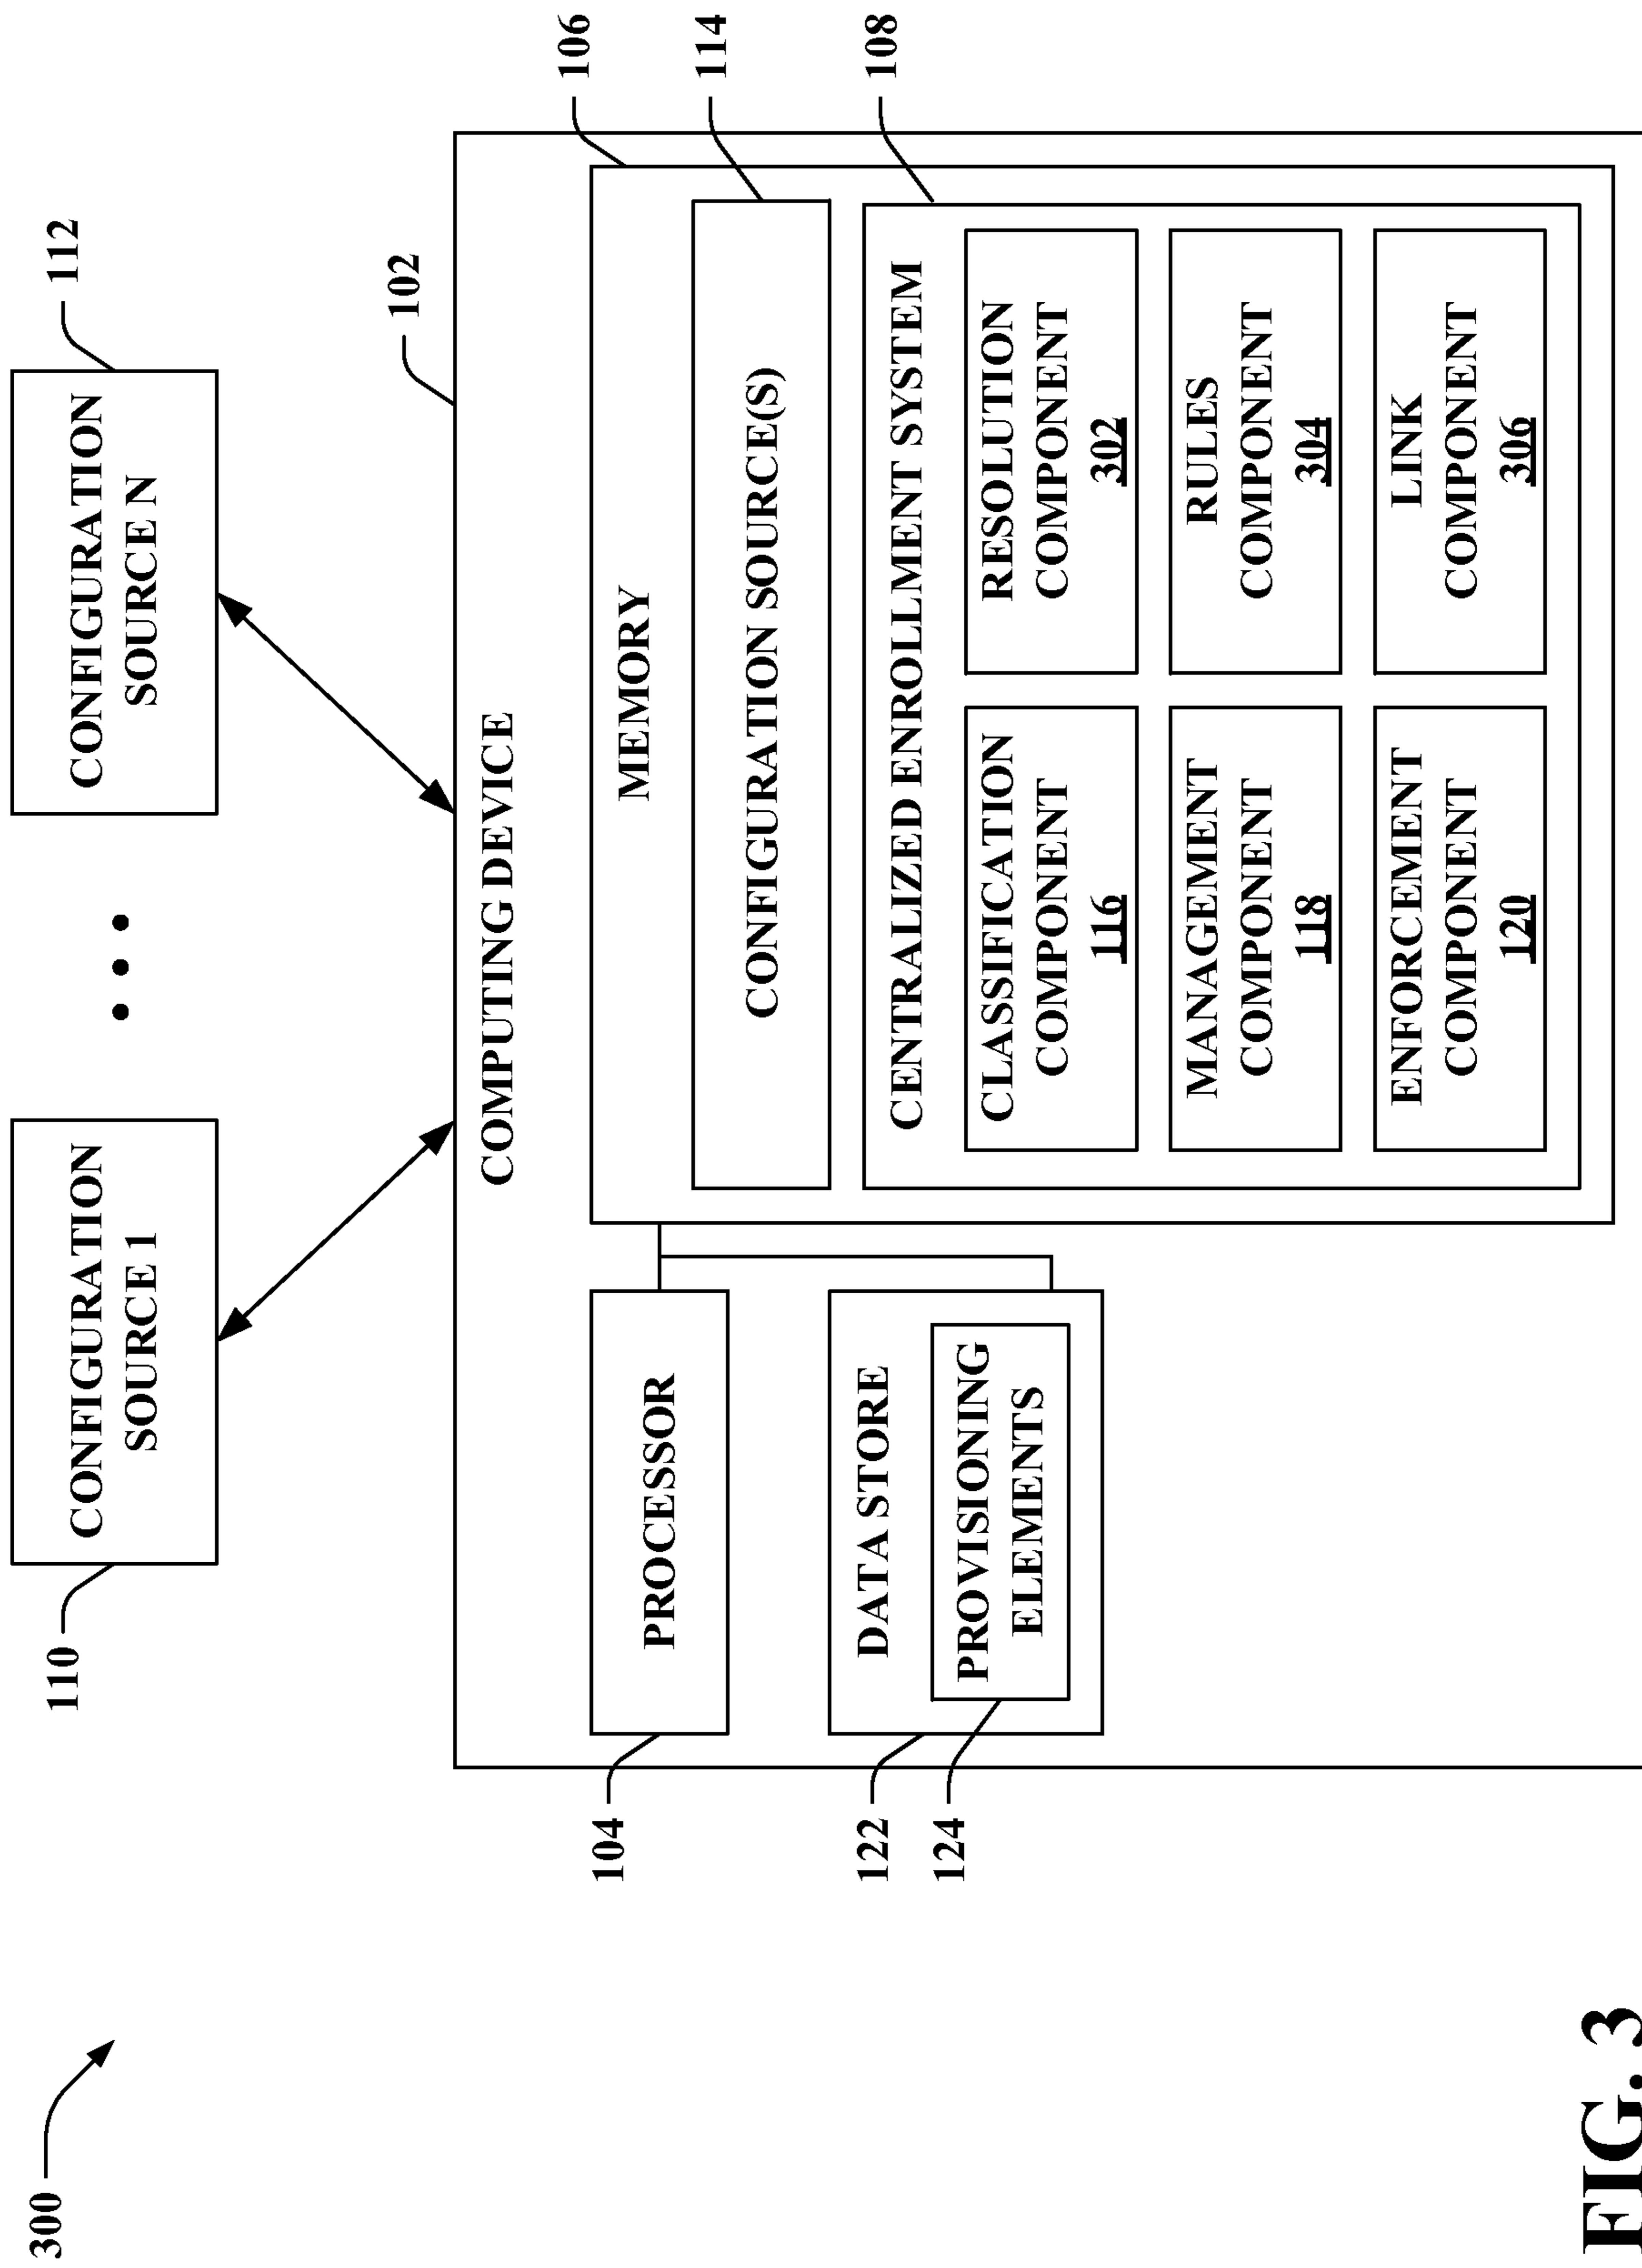 300
110
CONFIGURATION
SOURCE 1
CONFIGURATION
SOURCE N
112
102
COMPUTING DEVICE
104
PROCESSOR
MEMORY
106
CONFIGURATION SOURCE(S)
114
122
DATA STORE
124
PROVISIONING
ELEMENTS
CENTRALIZED ENROLLMENT SYSTEM
108
CLASSIFICATION
COMPONENT
116
RESOLUTION
COMPONENT
302
MANAGEMENT
COMPONENT
118
RULES
COMPONENT
304
ENFORCEMENT
COMPONENT
120
LINK
COMPONENT
306
FIG. 3